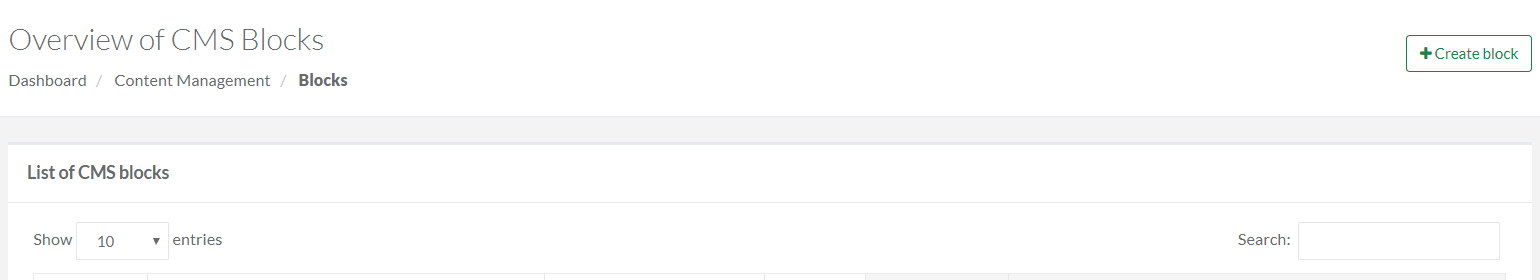 Overview of CMS Blocks
Create block
Dashboard / Content Management / Blocks
List of CMS blocks
Show 10 entries Search: